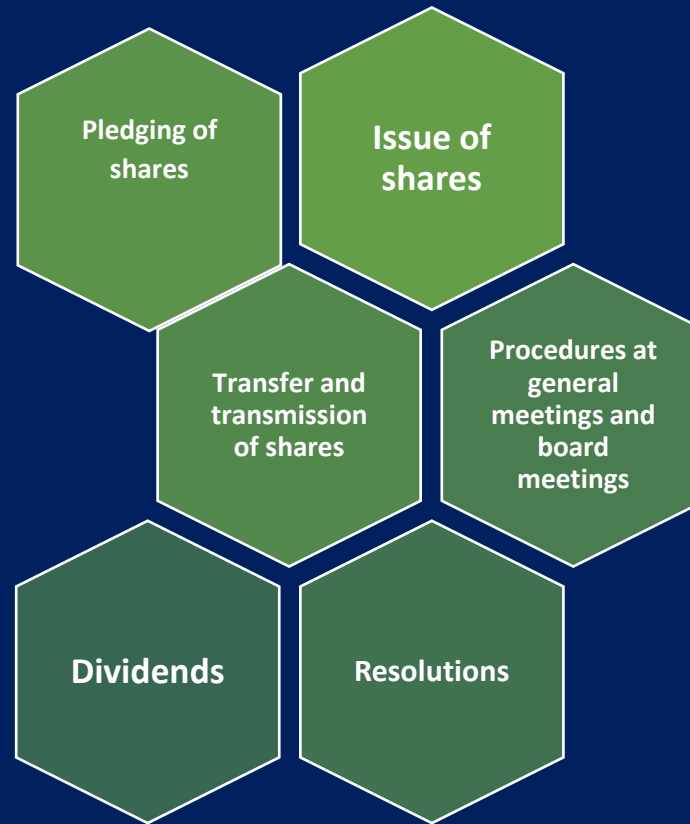 Pledging of
shares
Issue of
shares
Transfer and
transmission
of shares
Procedures at
general
meetings and
board
meetings
Dividends
Resolutions